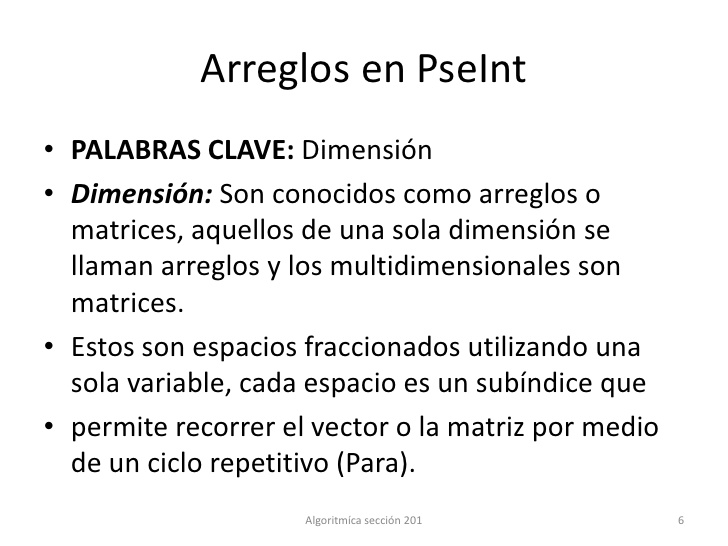 Arreglos en PseInt
• PALABRAS CLAVE: Dimensión
• Dimensión: Son conocidos como arreglos o
matrices, aquellos de una sola dimensión se
llaman arreglos y los multidimensionales son
matrices.
• Estos son espacios fraccionados utilizando una
sola variable, cada espacio es un subíndice que
• permite recorrer el vector o la matriz por medio
de un ciclo repetitivo (Para).
Algoritmíca sección 201
6